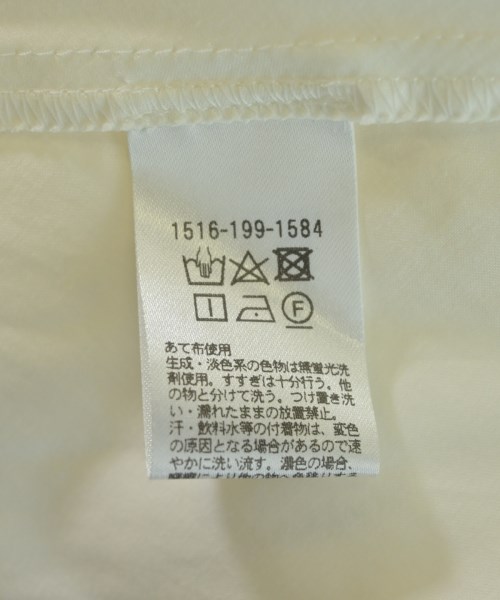 1516-199-1584
F
あて布使用
生成・淡色系の色物は無蛍光洗
剤使用。すすぎは十分行う。他
の物と分けて洗う。つけ置き洗
い・濡れたままの放置禁止。
汗・飲料水等の付着物は、変色
の原因となる場合があるので速
やかに洗い流す。濃色の場合、